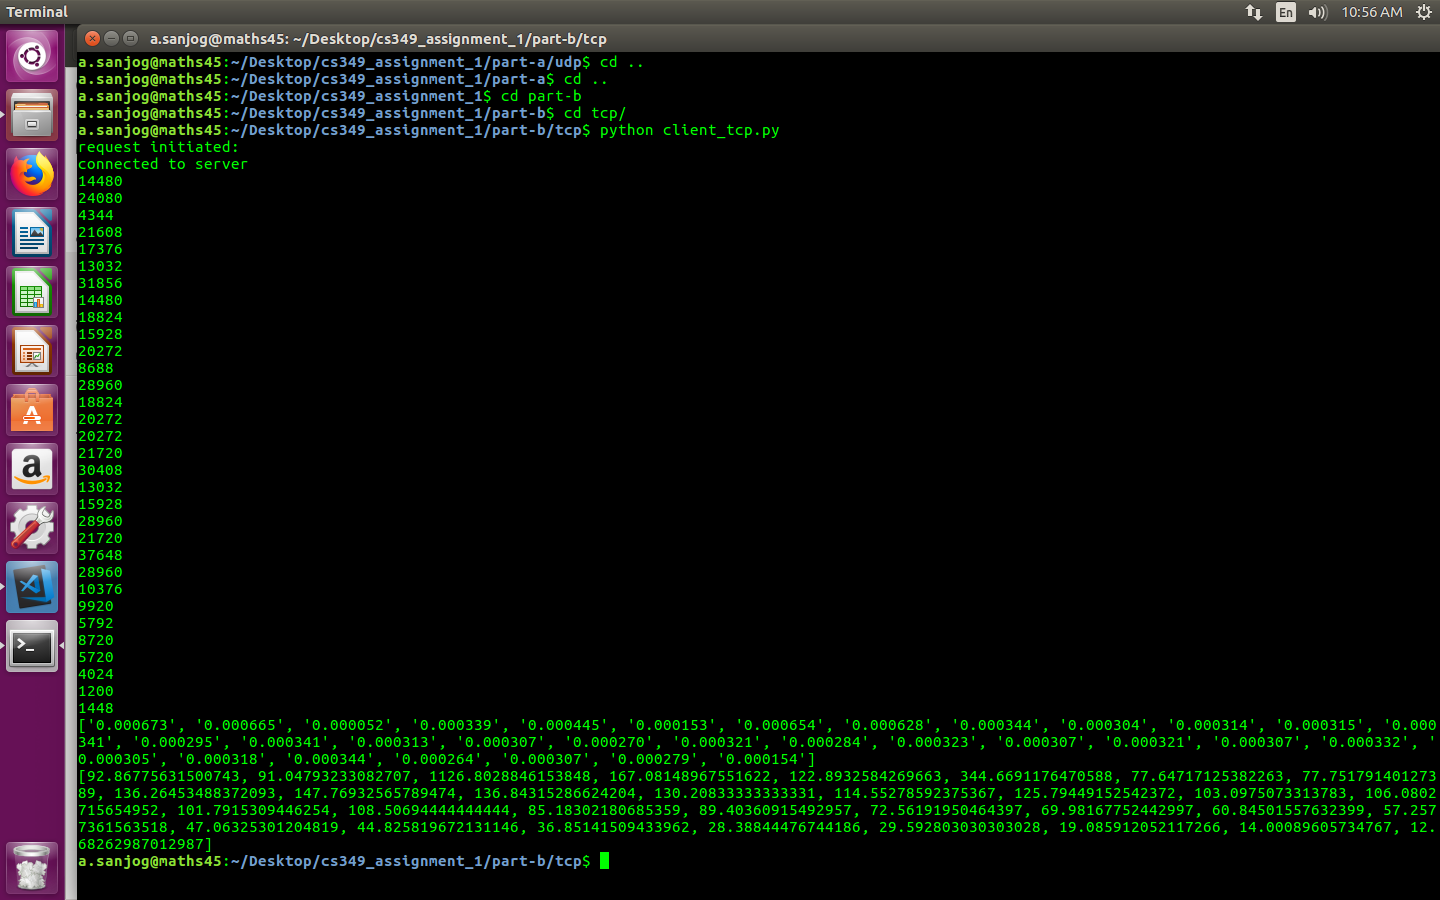 Terminal
En
10:56 AM
a.sanjog@maths45: ~/Desktop/cs349_assignment_1/part-b/tcp
a.sanjog@maths45:~/Desktop/cs349_assignment_1/part-a/udp$ cd ..
a.sanjog@maths45:~/Desktop/cs349_assignment_1/part-a$ cd ..
a.sanjog@maths45:~/Desktop/cs349_assignment_1$ cd part-b
a.sanjog@maths45:~/Desktop/cs349_assignment_1/part-b$ cd tcp/
a.sanjog@maths45:~/Desktop/cs349_assignment_1/part-b/tcp$ python client_tcp.py
request initiated:
connected to server
14480
24080
4344
21608
17376
13032
31856
14480
18824
15928
20272
8688
28960
18824
20272
20272
21720
30408
13032
15928
28960
21720
37648
28960
10376
9920
5792
8720
5720
4024
1200
1448
['0.000673', '0.000665', '0.000052', '0.000339', '0.000445', '0.000153', '0.000654', '0.000628', '0.000344', '0.000304', '0.000314', '0.000315', '0.000
341', '0.000295', '0.000341', '0.000313', '0.000307', '0.000270', '0.000321', '0.000284', '0.000323', '0.000307', '0.000321', '0.000307', '0.000332', '
0.000305', '0.000318', '0.000344', '0.000264', '0.000307', '0.000279', '0.000154']
[92.86775631500743, 91.04793233082707, 1126.8028846153848, 167.08148967551622, 122.8932584269663, 344.6691176470588, 77.64717125382263, 77.751791401273
89, 136.26453488372093, 147.76932565789474, 136.84315286624204, 130.20833333333331, 114.55278592375367, 125.79449152542372, 103.0975073313783, 106.0802
715654952, 101.7915309446254, 108.50694444444444, 85.18302180685359, 89.40360915492957, 72.56191950464397, 69.98167752442997, 60.84501557632399, 57.257
7361563518, 47.06325301204819, 44.825819672131146, 36.85141509433962, 28.38844476744186, 29.592803030303028, 19.085912052117266, 14.00089605734767, 12.
68262987012987]
a.sanjog@maths45:~/Desktop/cs349_assignment_1/part-b/tcp$